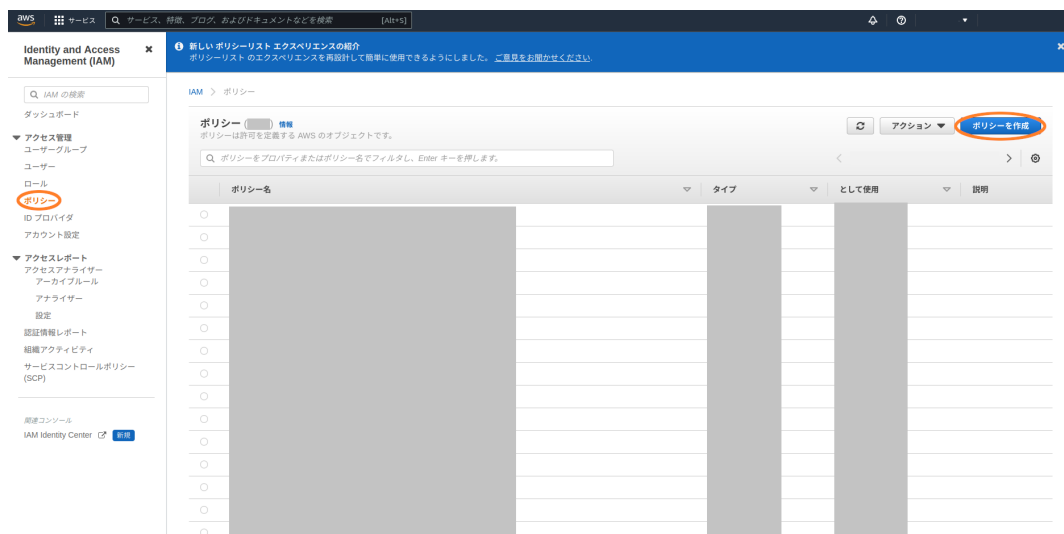 aws サービス サービス、特徴、ブログ、およびドキュメントなどを検索 [Alt+S]
Identity and Access
Management (IAM)
IAM の検索
ダッシュボード
アクセス管理
ユーザーグループ
ユーザー
ロール
ポリシー
ID プロバイダ
アカウント設定
アクセスレポート
アクセスアナライザー
アーカイブルール
アナライザー
設定
認証情報レポート
組織アクティビティ
サービスコントロールポリシー
(SCP)
関連コンソール
IAM Identity Center 新規
新しい ポリシーリスト エクスペリエンスの紹介
ポリシーリスト のエクスペリエンスを再設計して簡単に使用できるようにしました。 ご意見をお聞かせください.
IAM > ポリシー
ポリシー ( ) 情報
ポリシーは許可を定義する AWS のオブジェクトです。
アクション ポリシーを作成
ポリシーをプロパティまたはポリシー名でフィルタし、Enter キーを押します。
ポリシー名 タイプ として使用 説明